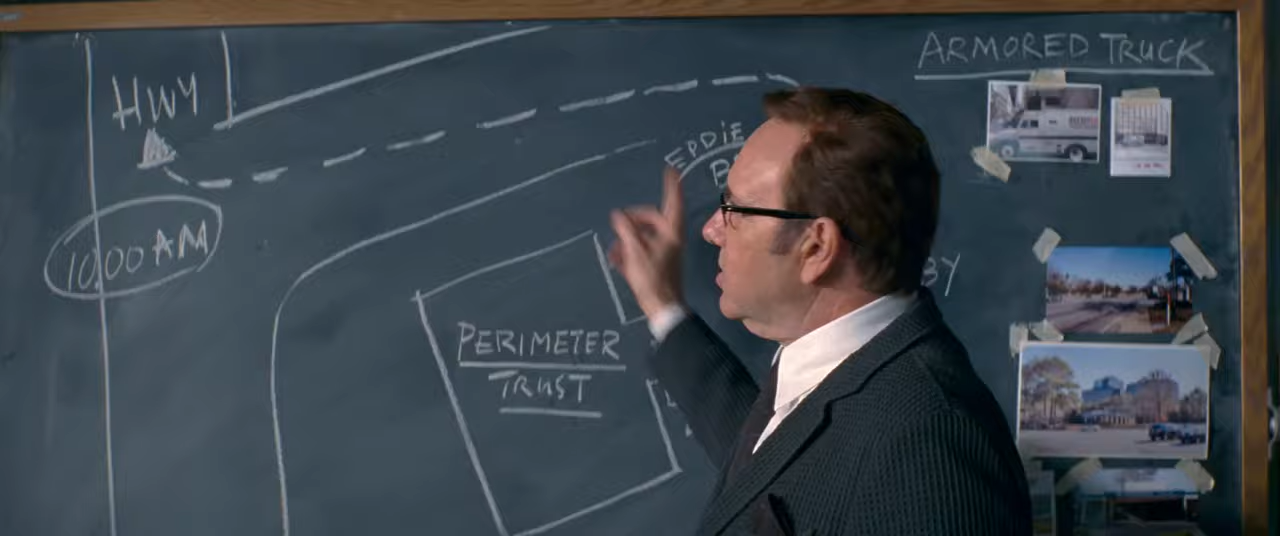 HWY
ARMORED TRUCK
EDDIE
10:00 AM
PERIMETER
TRUST